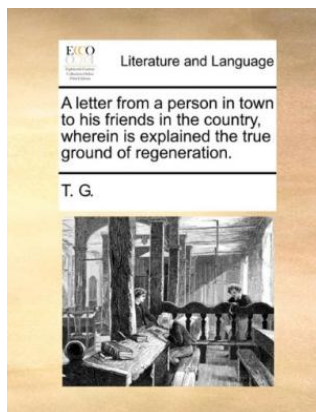 ECCO
Literature and Language
A letter from a person in town
to his friends in the country,
wherein is explained the true
ground of regeneration.
T. G.